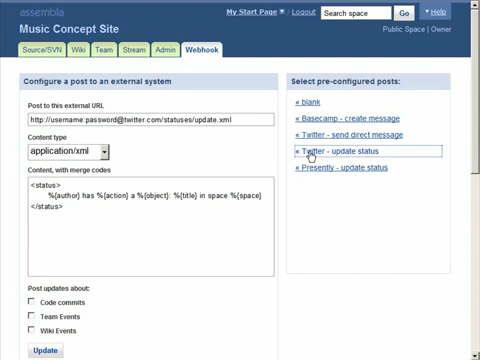 assembla
My Start Page | Logout
Search space
Go
Help
Music Concept Site
Public Space | Owner
Source/SVN
Wiki
Team
Stream
Admin
Webhook
Configure a post to an external system
Post to this external URL
http://username:password@twitter.com/statuses/update.xml
Content type
application/xml
Content, with merge codes
<status>
%{author} has %{action} a %{object}: %{title} in space %{space}
</status>
Post updates about:
Code commits
Team Events
Wiki Events
Update
Select pre-configured posts:
« blank
« Basecamp - create message
« Twitter - send direct message
« Twitter - update status
« Presently - update status